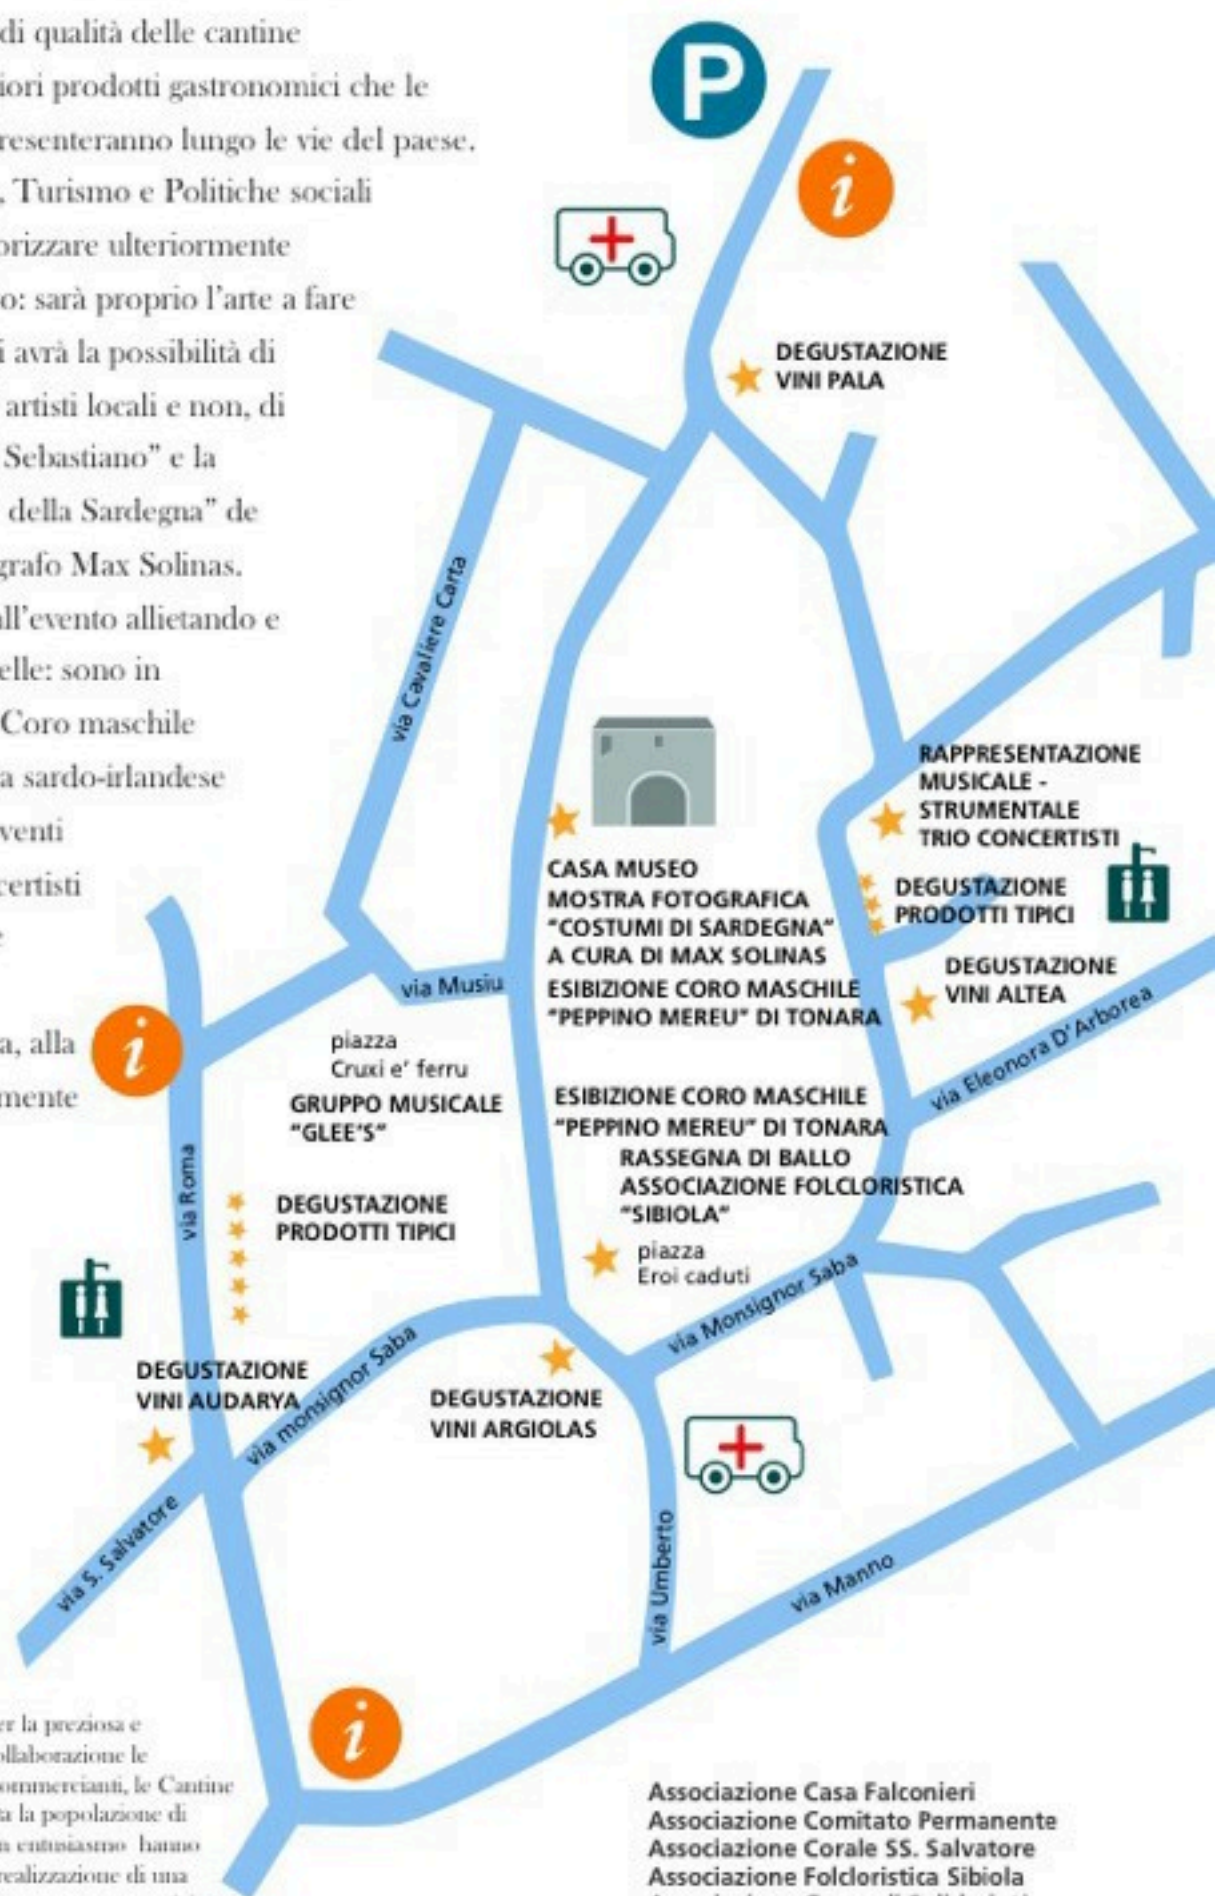 di qualità delle cantine
iori prodotti gastronomici che le
resenteranno lungo le vie del paese.
, Turismo e Politiche sociali
orizzare ulteriormente
o: sarà proprio l'arte a fare
i avrà la possibilità di
artisti locali e non, di
Sebastiano” e la
della Sardegna” de
grafo Max Solinas.
all'evento allietando e
elle: sono in
Coro maschile
a sardo-irlandese
venti
certisti
e
a, alla
mente
P
i
DEGUSTAZIONE
VINI PALA
via Cavaliere Carta
RAPPRESENTAZIONE
MUSICALE -
STRUMENTALE
TRIO CONCERTISTI
CASA MUSEO
MOSTRA FOTOGRAFICA
“COSTUMI DI SARDEGNA”
A CURA DI MAX SOLINAS
ESIBIZIONE CORO MASCHILE
“PEPPINO MEREU” DI TONARA
DEGUSTAZIONE
PRODOTTI TIPICI
DEGUSTAZIONE
VINI ALTEA
via Eleonora D'Arborea
via Musiu
i
piazza
Cruxi e' ferru
GRUPPO MUSICALE
“GLEE'S”
ESIBIZIONE CORO MASCHILE
“PEPPINO MEREU” DI TONARA
RASSEGNA DI BALLO
ASSOCIAZIONE FOLCLORISTICA
“SIBIOLA”
piazza
Eroi caduti
via Roma
DEGUSTAZIONE
PRODOTTI TIPICI
via Monsignor Saba
DEGUSTAZIONE
VINI AUDARYA
via monsignor Saba
DEGUSTAZIONE
VINI ARGIOLAS
via S. Salvatore
via Umberto
via Manno
i
er la preziosa e
ollaborazione le
ommercianti, le Cantine
ta la popolazione di
n entusiasmo hanno
realizzazione di una
Associazione Casa Falconieri
Associazione Comitato Permanente
Associazione Corale SS. Salvatore
Associazione Folcloristica Sibiola